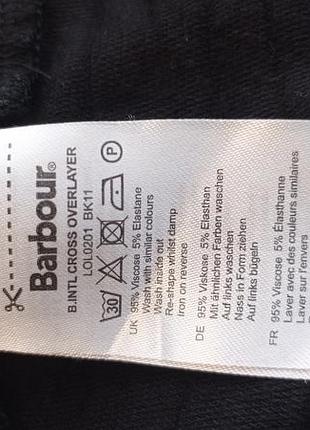 Barbour®
B.INTL CROSS OVERLAYER
LOL0201 BK11
30 P
UK 95% Viscose 5% Elastane
Wash with similar colours
Wash inside out
Re-shape whilst damp
Iron on reverse
DE 95% Viskose 5% Elasthan
Mit ähnlichen Farben waschen
Auf links waschen
Nass in Form ziehen
Auf links bügeln
FR 95% Viscose 5% Elasthanne
Laver avec des couleurs similaires
Laver sur l'envers